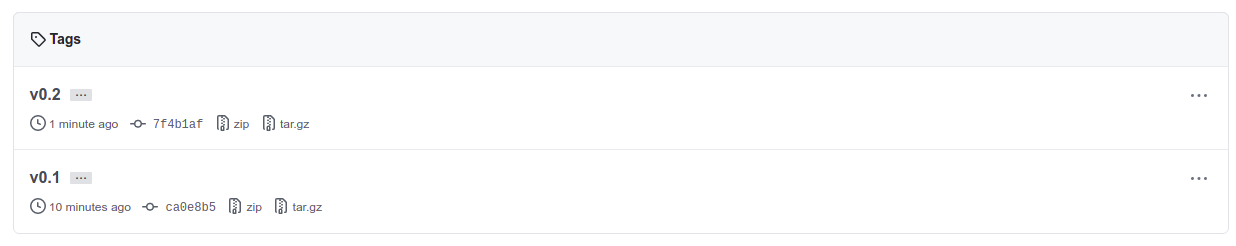 Tags
v0.2 ...
1 minute ago 7f4b1af zip tar.gz
v0.1 ...
10 minutes ago ca0e8b5 zip tar.gz